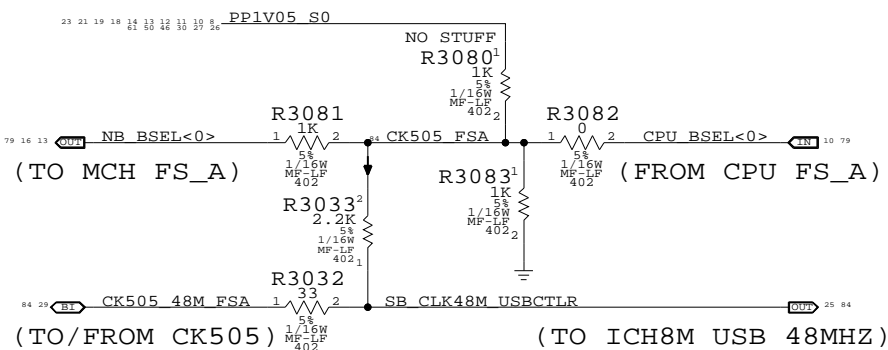 23 21 19 18 14 13 12 11 10 8 PP1V05_S0
61 50 46 30 27 26
NO STUFF
R3080 1
1K
5%
1/16W
MF-LF
402 2
R3081
1K
1 2
5%
1/16W
MF-LF
402
R3082
0
1 2
5%
1/16W
MF-LF
402
79 16 13 OUT NB_BSEL<0>
84 CK505_FSA
CPU_BSEL<0> IN 10 79
(TO MCH FS_A)
(FROM CPU FS_A)
R3083 1
1K
5%
1/16W
MF-LF
402 2
R3033 2
2.2K
5%
1/16W
MF-LF
402 1
R3032
33
1 2
5%
1/16W
MF-LF
402
84 29 BI CK505_48M_FSA
SB_CLK48M_USBCTLR OUT 25 84
(TO/FROM CK505)
(TO ICH8M USB 48MHZ)